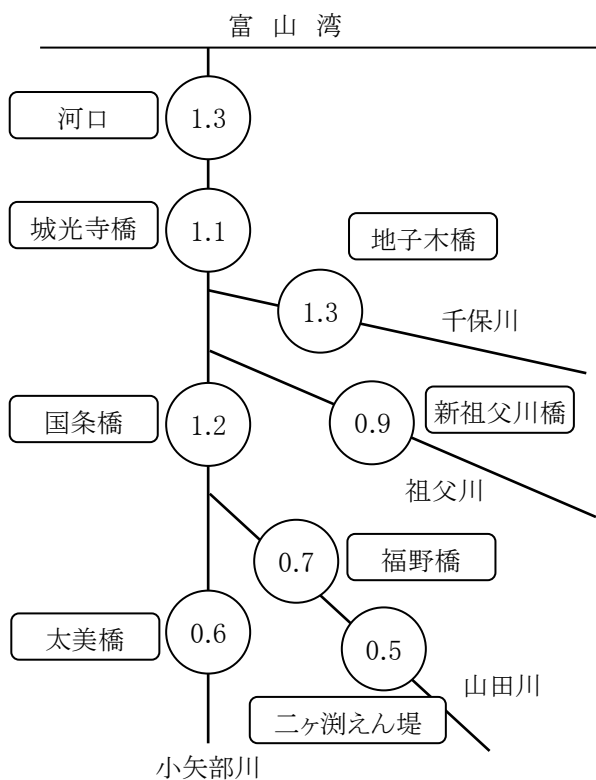 富山湾
河口
1.3
城光寺橋
1.1
地子木橋
1.3
千保川
国条橋
1.2
0.9
新祖父川橋
祖父川
0.7
福野橋
太美橋
0.6
0.5
山田川
二ヶ渕えん堤
小矢部川